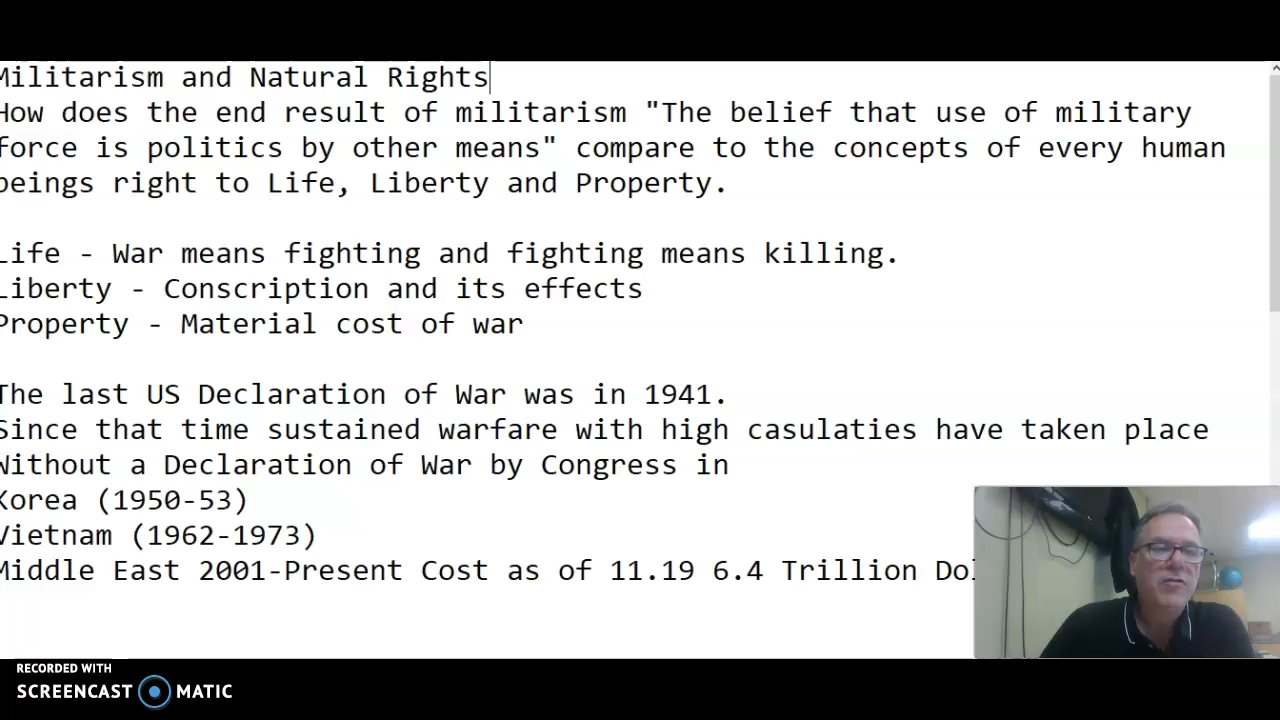 Militarism and Natural Rights
How does the end result of militarism "The belief that use of military
force is politics by other means" compare to the concepts of every human
beings right to Life, Liberty and Property.
Life - War means fighting and fighting means killing.
Liberty - Conscription and its effects
Property - Material cost of war
The last US Declaration of War was in 1941.
Since that time sustained warfare with high casulaties have taken place
without a Declaration of War by Congress in
Korea (1950-53)
Vietnam (1962-1973)
Middle East 2001-Present Cost as of 11.19 6.4 Trillion Dol
RECORDED WITH
SCREENCAST MATIC